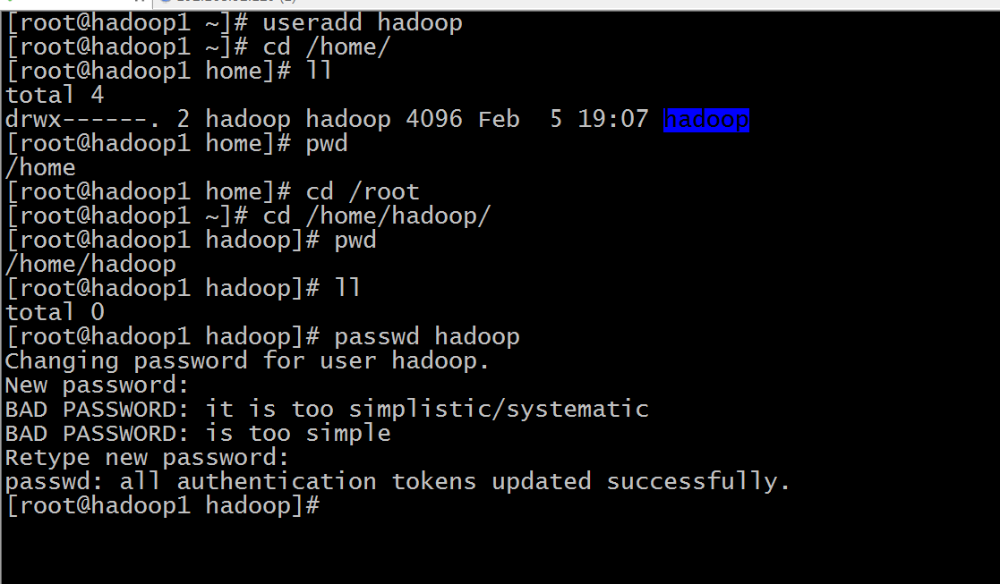 [root@hadoop1 ~]# useradd hadoop
[root@hadoop1 ~]# cd /home/
[root@hadoop1 home]# ll
total 4
drwx------. 2 hadoop hadoop 4096 Feb  5 19:07 hadoop
[root@hadoop1 home]# pwd
/home
[root@hadoop1 home]# cd /root
[root@hadoop1 ~]# cd /home/hadoop/
[root@hadoop1 hadoop]# pwd
/home/hadoop
[root@hadoop1 hadoop]# ll
total 0
[root@hadoop1 hadoop]# passwd hadoop
Changing password for user hadoop.
New password:
BAD PASSWORD: it is too simplistic/systematic
BAD PASSWORD: is too simple
Retype new password:
passwd: all authentication tokens updated successfully.
[root@hadoop1 hadoop]#